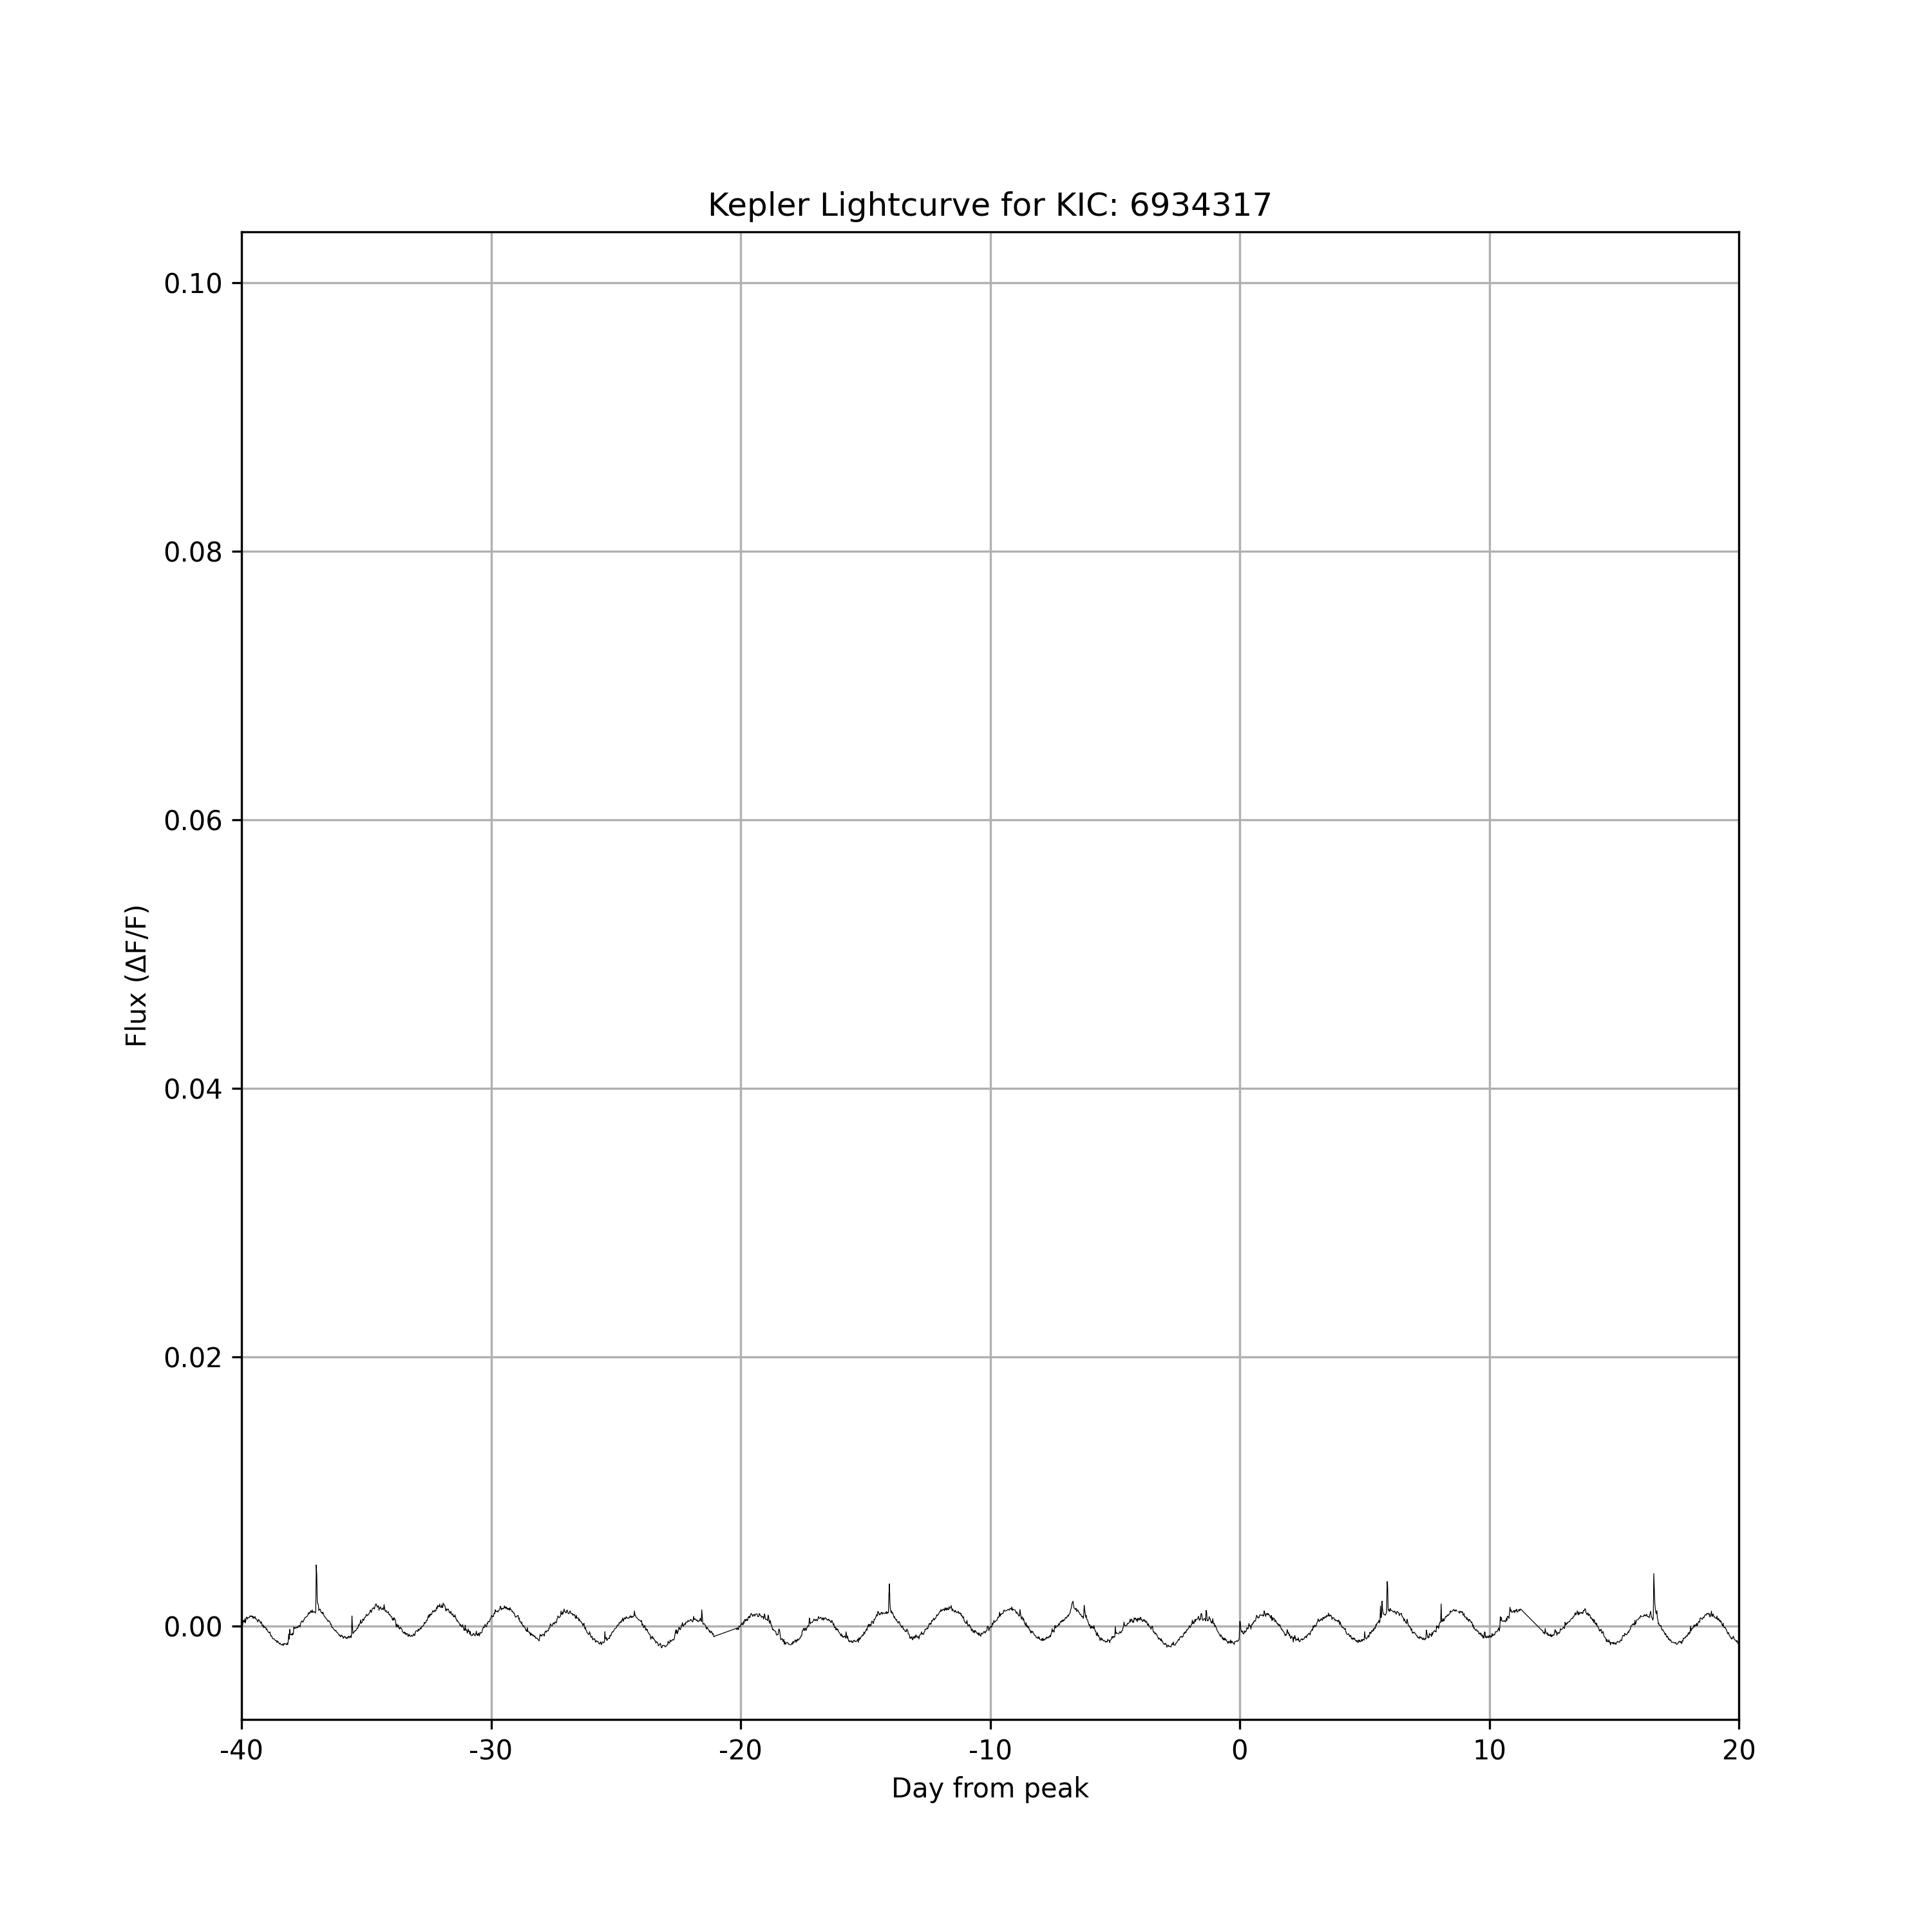 Kepler Lightcurve for KIC: 6934317
0.10
0.08
0.06
0.04
0.02
0.00
Flux (ΔF/F)
-40 -30 -20 -10 0 10 20
Day from peak